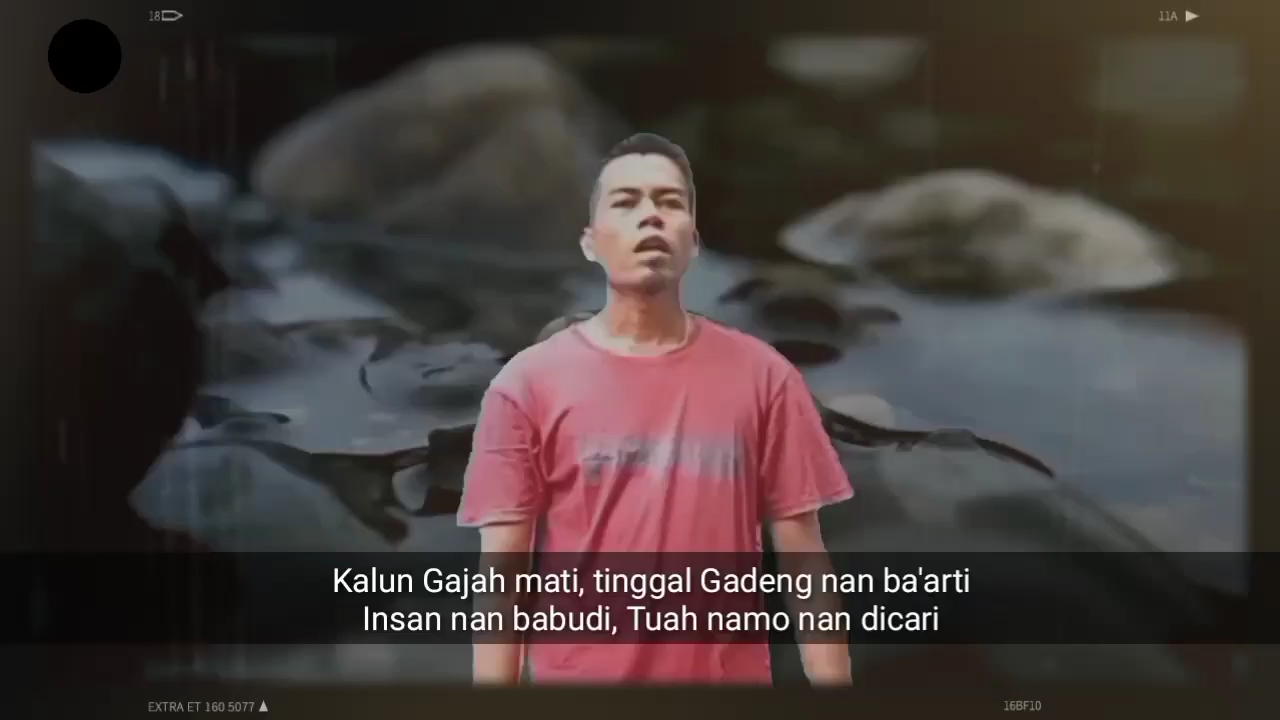 18
11A
Kalun Gajah mati, tinggal Gadeng nan ba'arti
Insan nan babudi, Tuah namo nan dicari
EXTRA ET 160 5077
16BF10